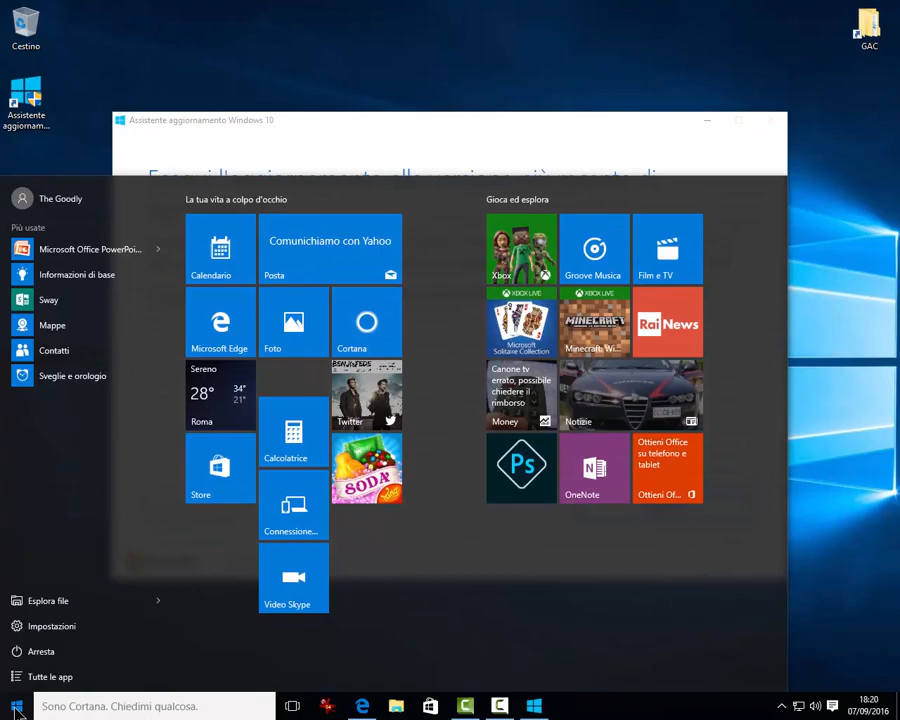 Cestino
GAC
Assistente
aggiornam...
Assistente aggiornamento Windows 10
The Goodly
Più usate
Microsoft Office PowerPoi...
Informazioni di base
Sway
Mappe
Contatti
Sveglie e orologio
Esplora file
Impostazioni
Arresta
Tutte le app
La tua vita a colpo d'occhio
Calendario
Comunichiamo con Yahoo
Posta
Microsoft Edge
Foto
Cortana
Sereno
28°
34°
21°
Roma
Calcolatrice
Twitter
Store
Connessione...
SODA
King
Video Skype
Gioca ed esplora
Xbox
Groove Musica
Film e TV
XBOX LIVE
Microsoft
Solitaire Collection
XBOX LIVE
MINECRAFT
Minecraft: Wi...
Rai News
Canone tv
errato, possibile
chiedere il
rimborso
Money
Notizie
Ps
OneNote
Ottieni Office
su telefono e
tablet
Ottieni Of...
Sono Cortana. Chiedimi qualcosa.
18:20
07/09/2016